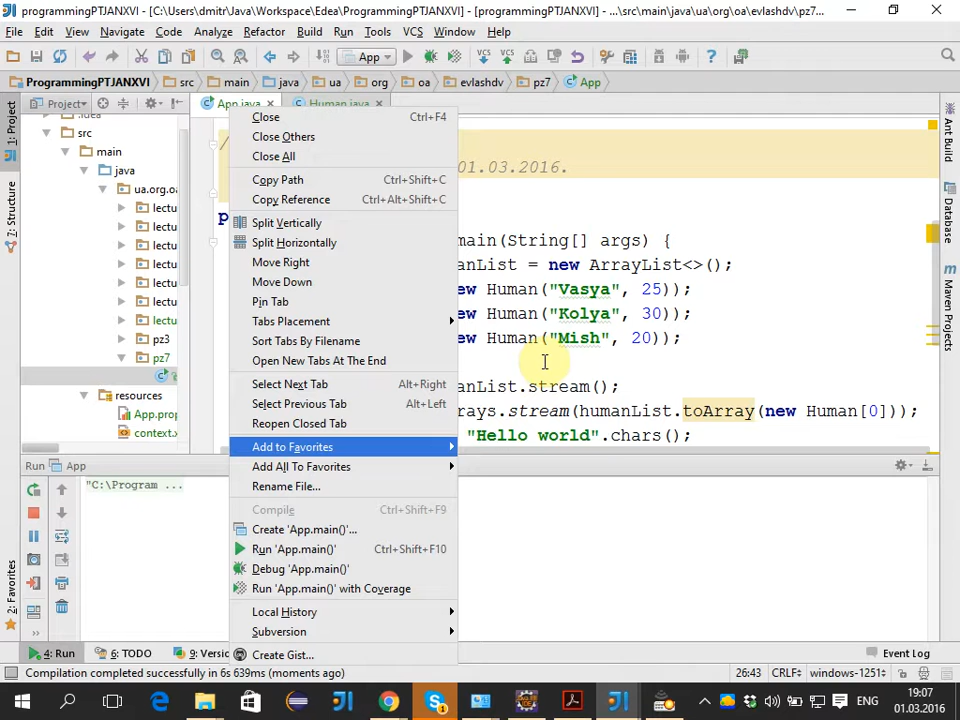 programmingPTJANXVI - [C:\Users\dmitr\Java\Workspace\Edea\ProgrammingPTJANXVI] - [programmingPTJANXVI] - ...\src\main\java\ua\org\oa\evlashdv\pz7...
File Edit View Navigate Code Analyze Refactor Build Run Tools VCS Window Help
App
ProgrammingPTJANXVI src main java ua org oa evlashdv pz7 App
Project App.java Human.java
.idea
src
main
java
ua.org.oa
lectu
lectu
lectu
lectu
lectu
lectu
lectu
pz3
pz7
resources
App.prop
context.x
1: Project
7: Structure
2: Favorites
Ant Build
Database
Maven Projects
Close Ctrl+F4
Close Others
Close All
Copy Path Ctrl+Shift+C
Copy Reference Ctrl+Alt+Shift+C
Split Vertically
Split Horizontally
Move Right
Move Down
Pin Tab
Tabs Placement
Sort Tabs By Filename
Open New Tabs At The End
Select Next Tab Alt+Right
Select Previous Tab Alt+Left
Reopen Closed Tab
Add to Favorites
Add All To Favorites
Rename File...
Compile Ctrl+Shift+F9
Create 'App.main()'...
Run 'App.main()' Ctrl+Shift+F10
Debug 'App.main()'
Run 'App.main()' with Coverage
Local History
Subversion
Create Gist...
/
01.03.2016.
p
main(String[] args) {
anList = new ArrayList<>();
ew Human("Vasya", 25));
ew Human("Kolya", 30));
ew Human("Mish", 20));
anList.stream();
rays.stream(humanList.toArray(new Human[0]));
"Hello world".chars();
Run App
"C:\Program ...
4: Run 6: TODO 9: Versio Event Log
Compilation completed successfully in 6s 639ms (moments ago) 26:43 CRLF windows-1251
ENG 19:07
01.03.2016